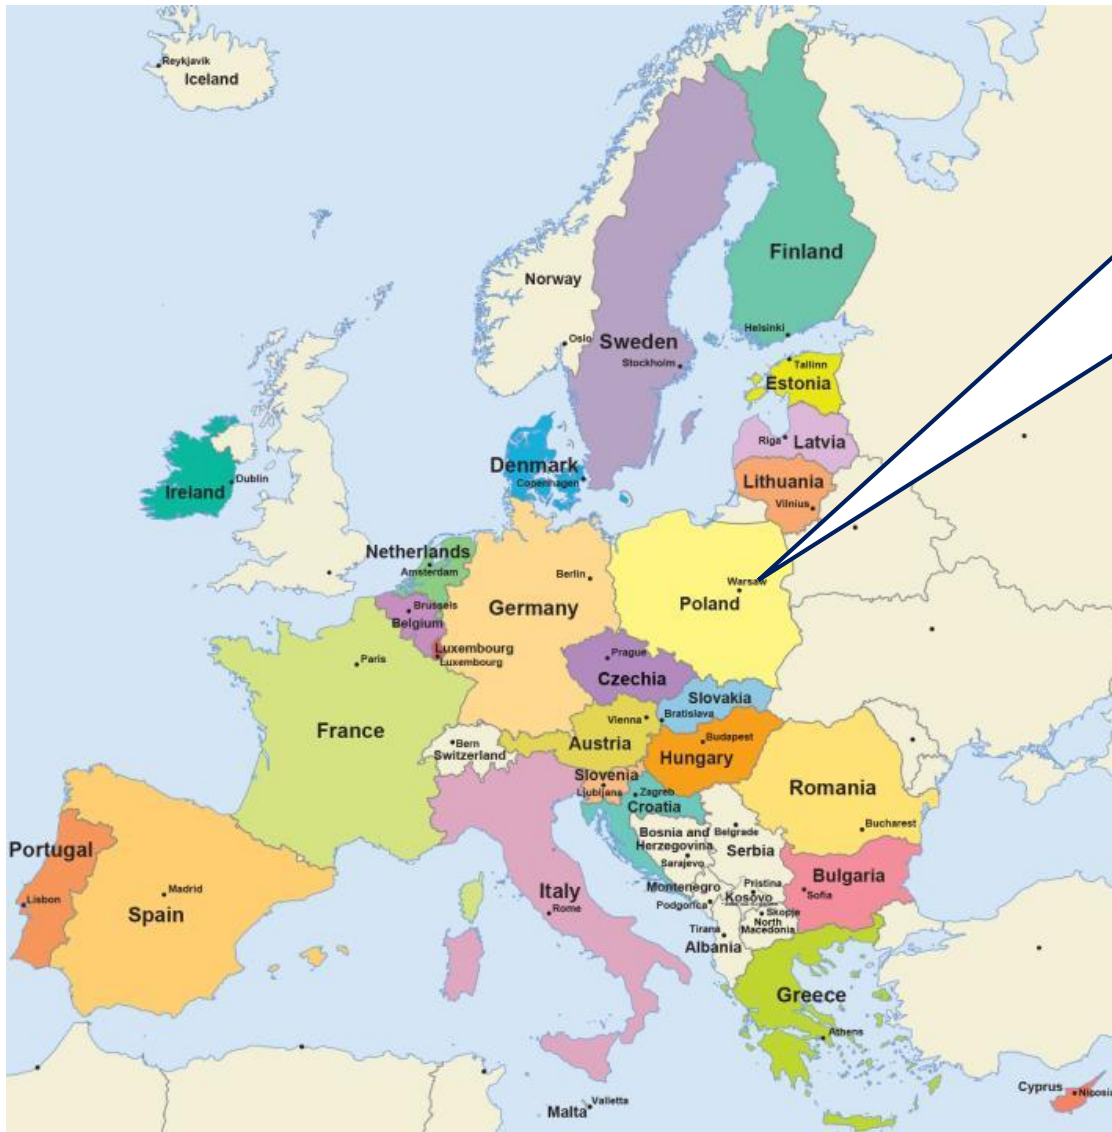 Reykjavik
Iceland
Finland
Norway
Helsinki
Oslo
Sweden
Stockholm
Tallinn
Estonia
Riga
Latvia
Denmark
Copenhagen
Lithuania
Vilnius
Dublin
Ireland
Netherlands
Amsterdam
Berlin
Warsaw
Poland
Germany
Brussels
Belgium
Luxembourg
Luxembourg
Paris
Prague
Czechia
Slovakia
Bratislava
Vienna
Austria
France
Bern
Switzerland
Budapest
Hungary
Slovenia
Ljubljana
Zagreb
Croatia
Romania
Bucharest
Bosnia and
Herzegovina
Sarajevo
Belgrade
Serbia
Portugal
Lisbon
Madrid
Spain
Italy
Rome
Montenegro
Podgorica
Pristina
Kosovo
Bulgaria
Sofia
Skopje
North
Macedonia
Tirana
Albania
Greece
Athens
Malta
Valletta
Cyprus
Nicosia